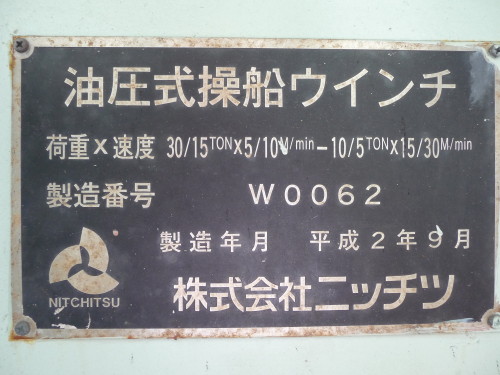 油圧式操船ウインチ
荷重×速度 30/15TON×5/10M/min-10/5TON×15/30M/min
製造番号 W0062
製造年月 平成2年9月
NITCHITSU
株式会社ニッチツ